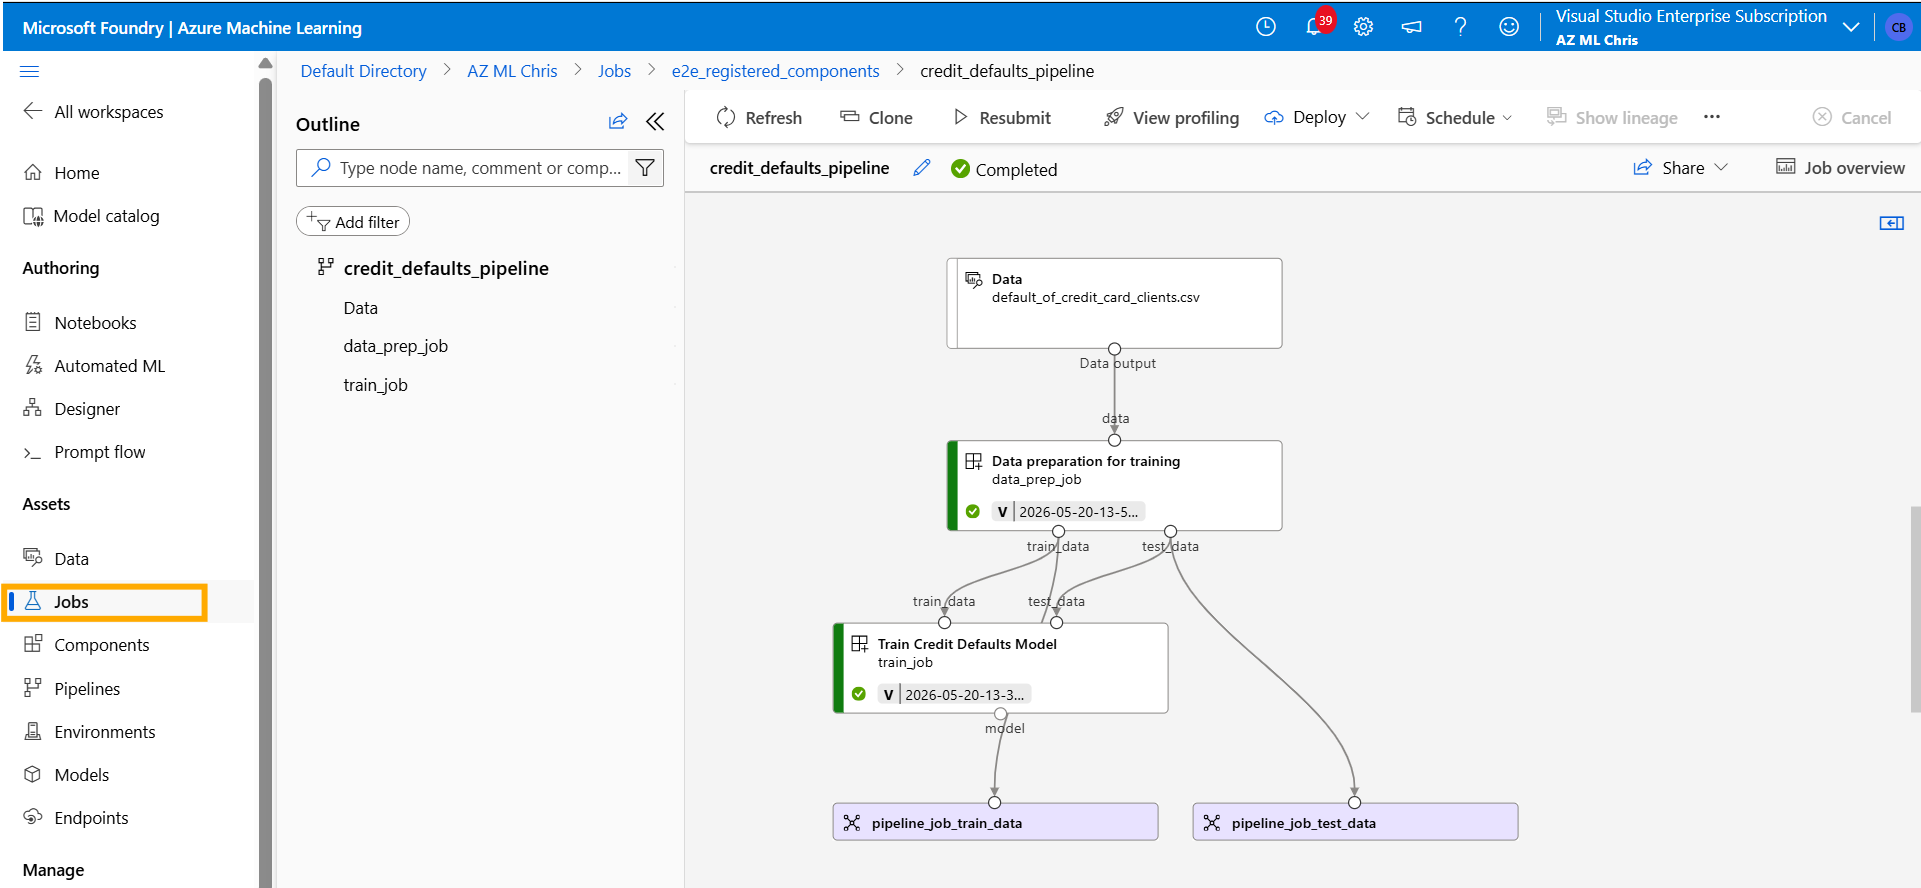 Microsoft Foundry | Azure Machine Learning
39
Visual Studio Enterprise Subscription
AZ ML Chris
CB
All workspaces
Home
Model catalog
Authoring
Notebooks
Automated ML
Designer
Prompt flow
Assets
Data
Jobs
Components
Pipelines
Environments
Models
Endpoints
Manage
Default Directory > AZ ML Chris > Jobs > e2e_registered_components > credit_defaults_pipeline
Outline
Type node name, comment or comp...
Add filter
credit_defaults_pipeline
Data
data_prep_job
train_job
Refresh
Clone
Resubmit
View profiling
Deploy
Schedule
Show lineage
...
Cancel
credit_defaults_pipeline
Completed
Share
Job overview
Data
default_of_credit_card_clients.csv
Data output
data
Data preparation for training
data_prep_job
V 2026-05-20-13-5...
train_data
test_data
train_data
test_data
Train Credit Defaults Model
train_job
V 2026-05-20-13-3...
model
pipeline_job_train_data
pipeline_job_test_data